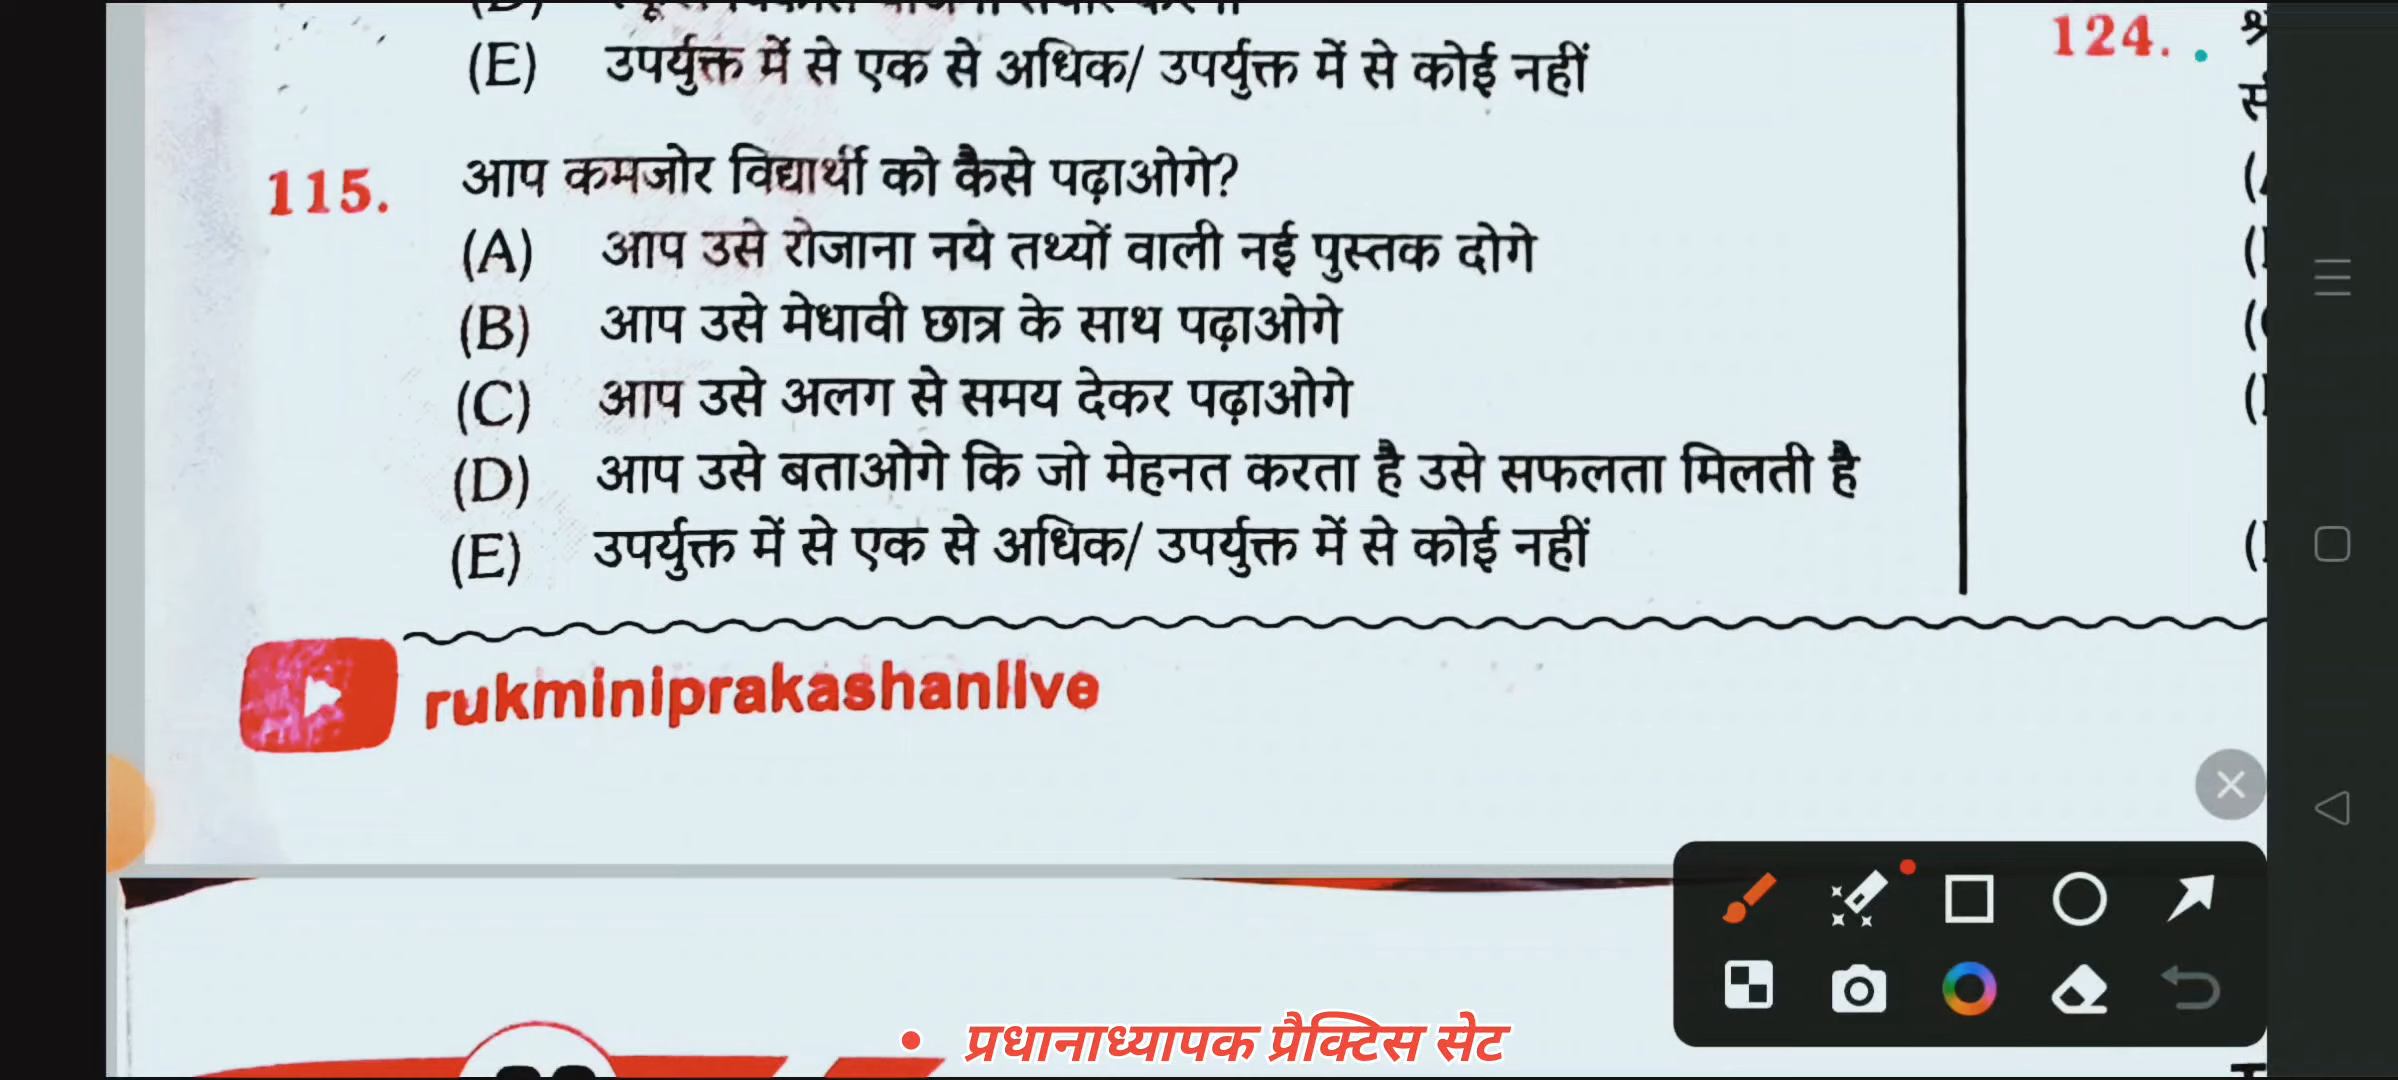 (E) उपर्युक्त में से एक से अधिक/ उपर्युक्त में से कोई नहीं
115. आप कमजोर विद्यार्थी को कैसे पढ़ाओगे?
(A) आप उसे रोजाना नये तथ्यों वाली नई पुस्तक दोगे
(B) आप उसे मेधावी छात्र के साथ पढ़ाओगे
(C) आप उसे अलग से समय देकर पढ़ाओगे
(D) आप उसे बताओगे कि जो मेहनत करता है उसे सफलता मिलती है
(E) उपर्युक्त में से एक से अधिक/ उपर्युक्त में से कोई नहीं
rukminiprakashanlive
124.
• प्रधानाध्यापक प्रैक्टिस सेट